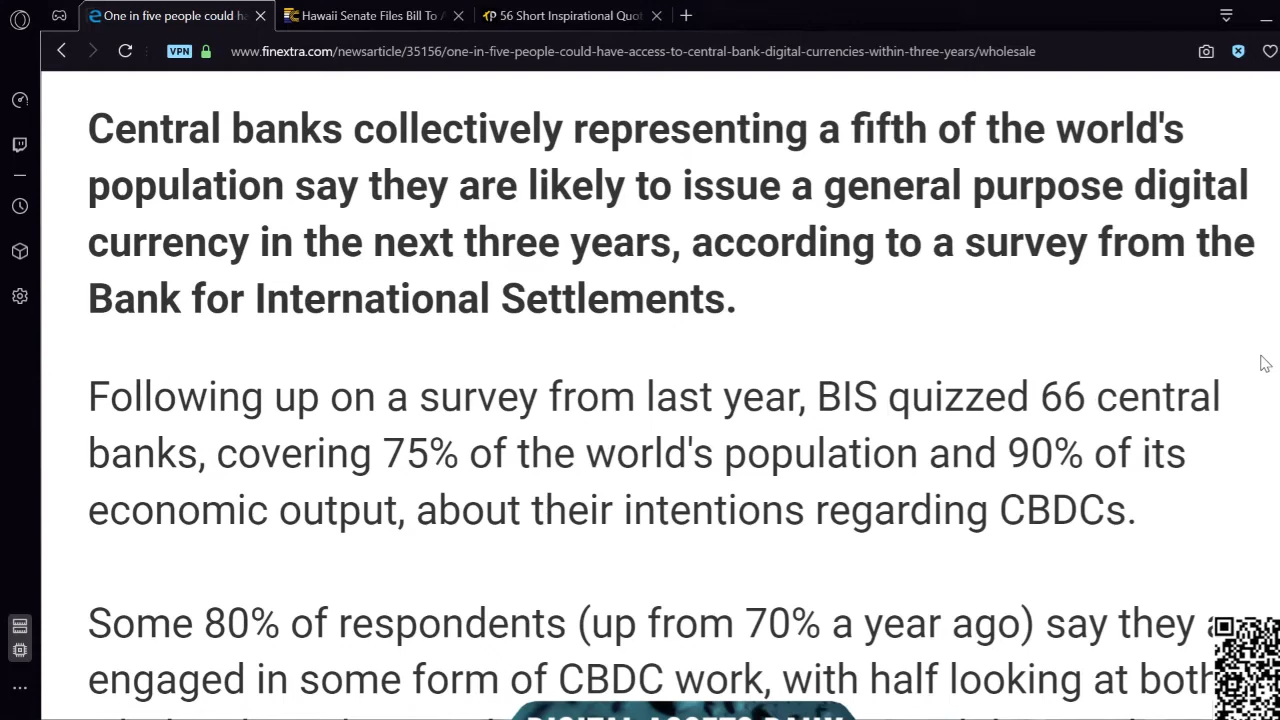 One in five people could ha
Hawaii Senate Files Bill To A
56 Short Inspirational Quot
VPN
www.finextra.com/newsarticle/35156/one-in-five-people-could-have-access-to-central-bank-digital-currencies-within-three-years/wholesale
Central banks collectively representing a fifth of the world's
population say they are likely to issue a general purpose digital
currency in the next three years, according to a survey from the
Bank for International Settlements.
Following up on a survey from last year, BIS quizzed 66 central
banks, covering 75% of the world's population and 90% of its
economic output, about their intentions regarding CBDCs.
Some 80% of respondents (up from 70% a year ago) say they
engaged in some form of CBDC work, with half looking at both
DIGITAL ASSETS